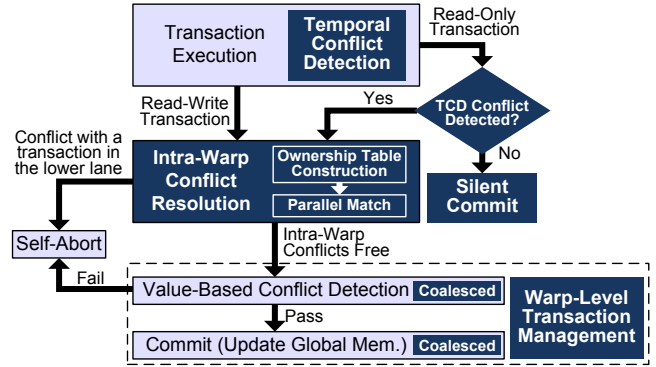 Transaction
Execution
Temporal
Conflict
Detection
Read-Only
Transaction
TCD Conflict
Detected?
Yes
No
Silent
Commit
Read-Write
Transaction
Conflict with a
transaction in
the lower lane
Intra-Warp
Conflict
Resolution
Ownership Table
Construction
Parallel Match
Self-Abort
Intra-Warp
Conflicts Free
Fail
Value-Based Conflict Detection Coalesced
Pass
Commit (Update Global Mem.) Coalesced
Warp-Level
Transaction
Management